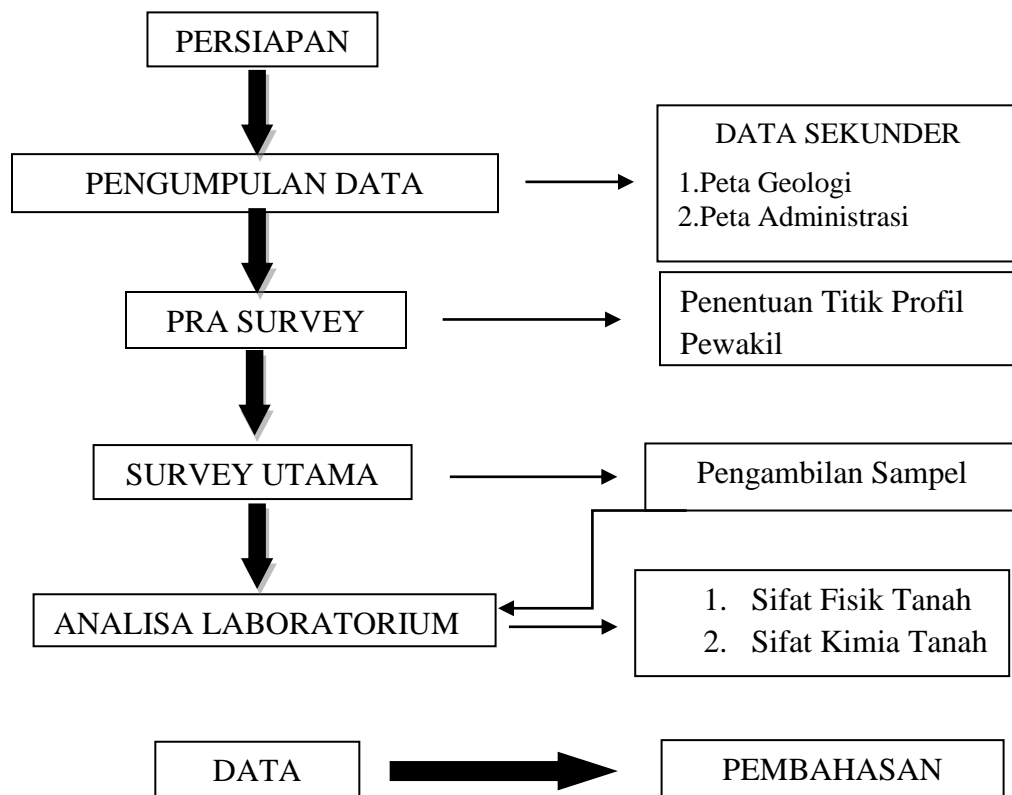 PERSIAPAN
PENGUMPULAN DATA
DATA SEKUNDER
1.Peta Geologi
2.Peta Administrasi
PRA SURVEY
Penentuan Titik Profil
Pewakil
SURVEY UTAMA
Pengambilan Sampel
ANALISA LABORATORIUM
1. Sifat Fisik Tanah
2. Sifat Kimia Tanah
DATA
PEMBAHASAN